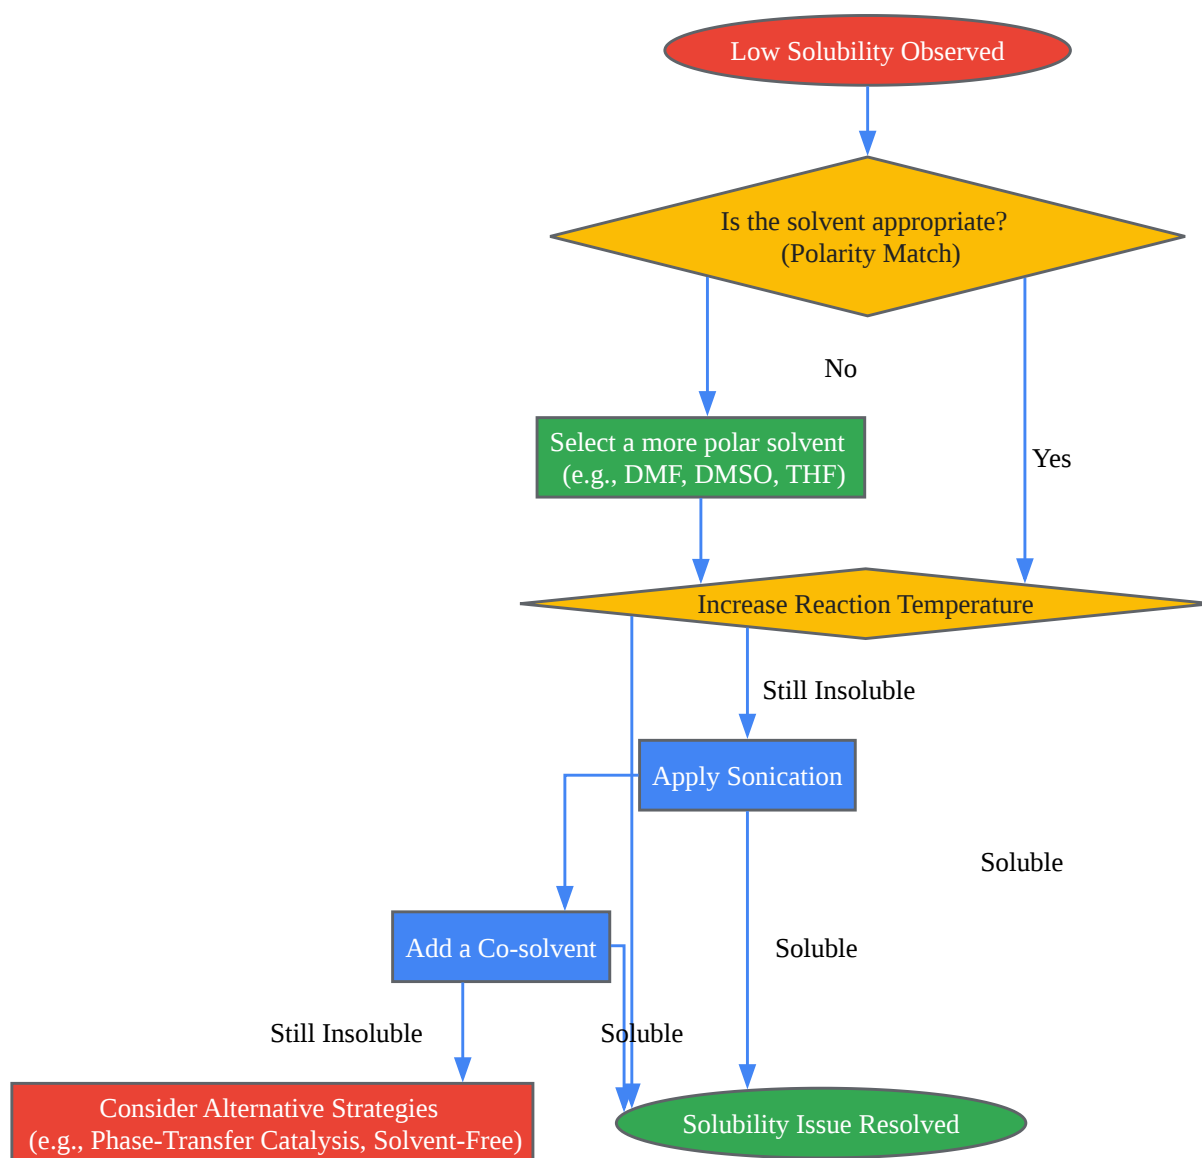 Low Solubility Observed
Is the solvent appropriate?
(Polarity Match)
No
Select a more polar solvent
(e.g., DMF, DMSO, THF)
Yes
Increase Reaction Temperature
Still Insoluble
Apply Sonication
Soluble
Add a Co-solvent
Soluble
Still Insoluble
Soluble
Consider Alternative Strategies
(e.g., Phase-Transfer Catalysis, Solvent-Free)
Solubility Issue Resolved